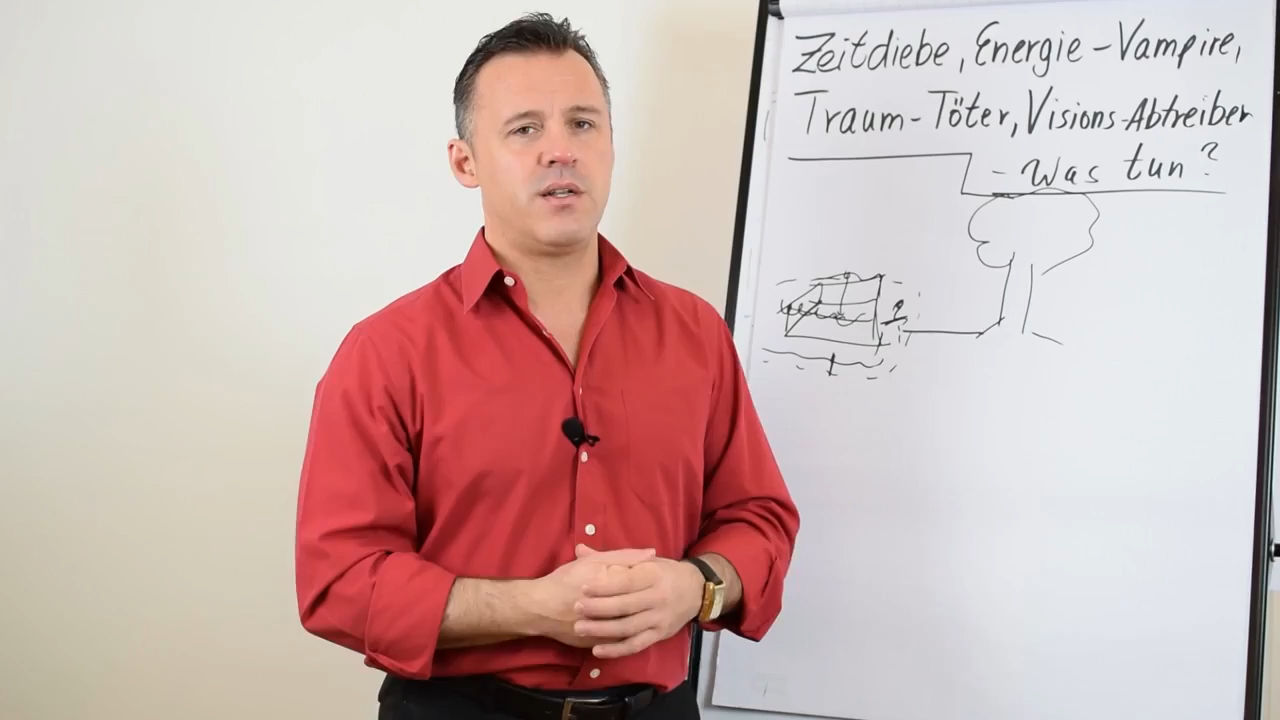 Zeitdiebe, Energie-Vampire,
Traum-Töter, Visions-Abtreiber
- Was tun?